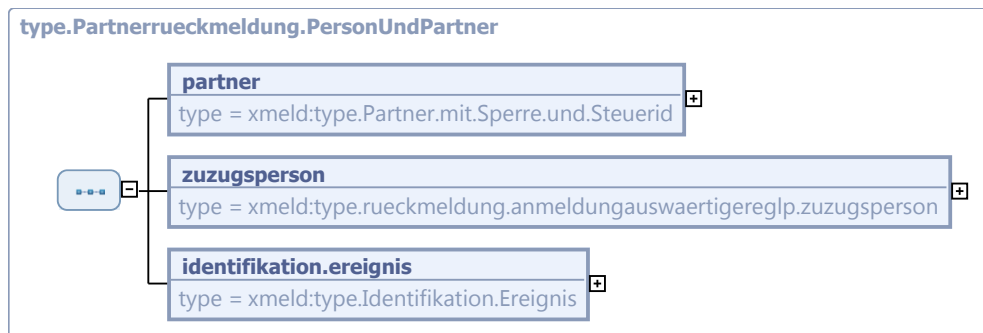 type.Partnerrueckmeldung.PersonUndPartner
partner
type = xmeld:type.Partner.mit.Sperre.und.Steuerid
zuzugsperson
type = xmeld:type.rueckmeldung.anmeldungauswaertigereglp.zuzugsperson
identifikation.ereignis
type = xmeld:type.Identifikation.Ereignis